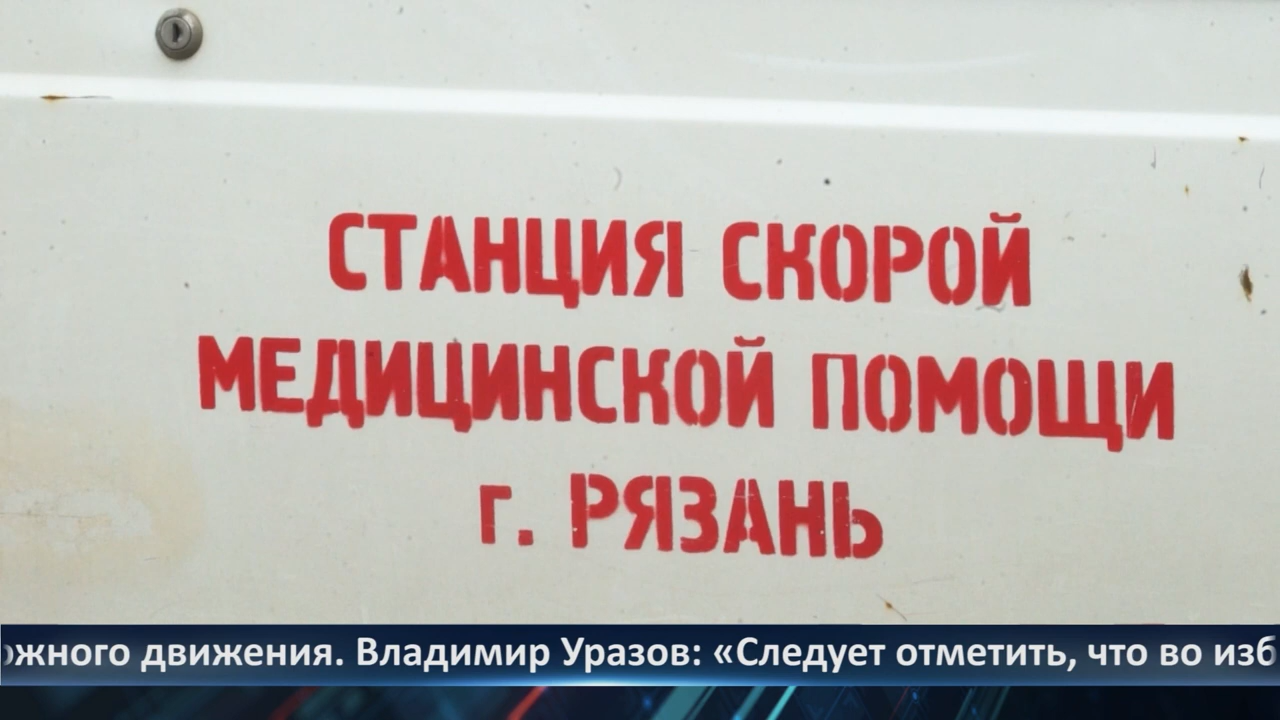 СТАНЦИЯ СКОРОЙ
МЕДИЦИНСКОЙ ПОМОЩИ
г. РЯЗАНЬ
ожного движения. Владимир Уразов: «Следует отметить, что во изб